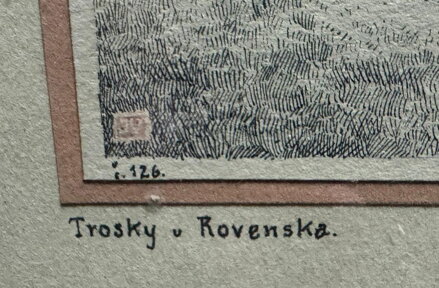 č. 126.
Trosky u Rovenska.